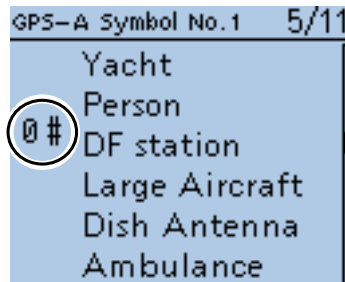 GPS-A Symbol No.1 5/11
Yacht
Person
0#
DF station
Large Aircraft
Dish Antenna
Ambulance